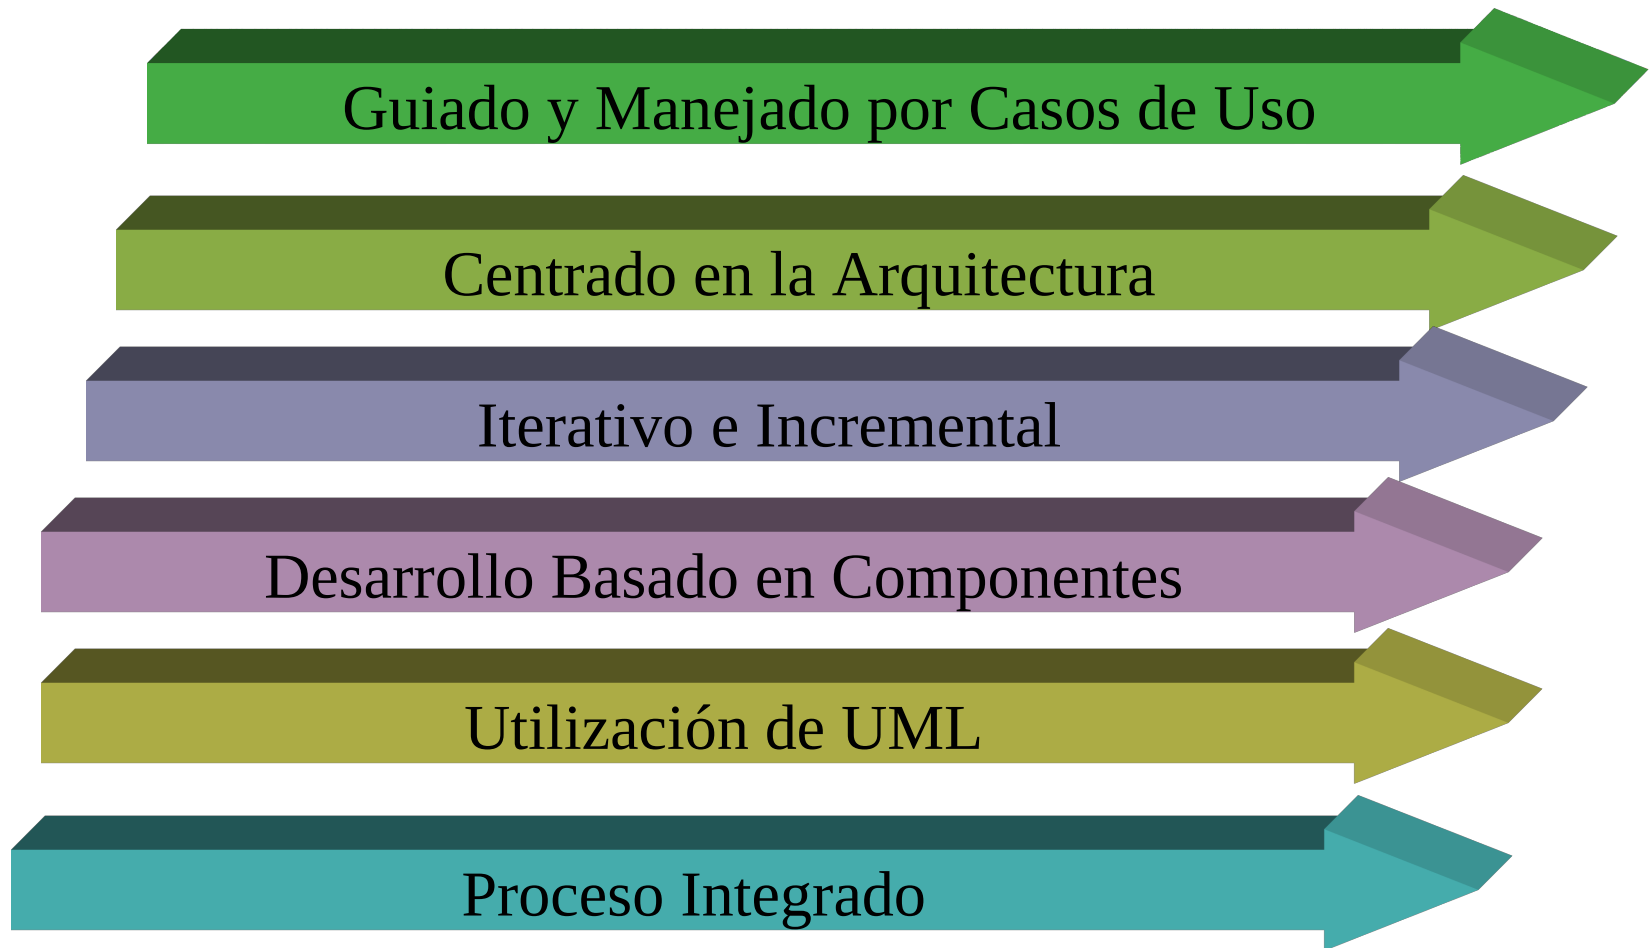 Guiado y Manejado por Casos de Uso
Centrado en la Arquitectura
Iterativo e Incremental
Desarrollo Basado en Componentes
Utilización de UML
Proceso Integrado